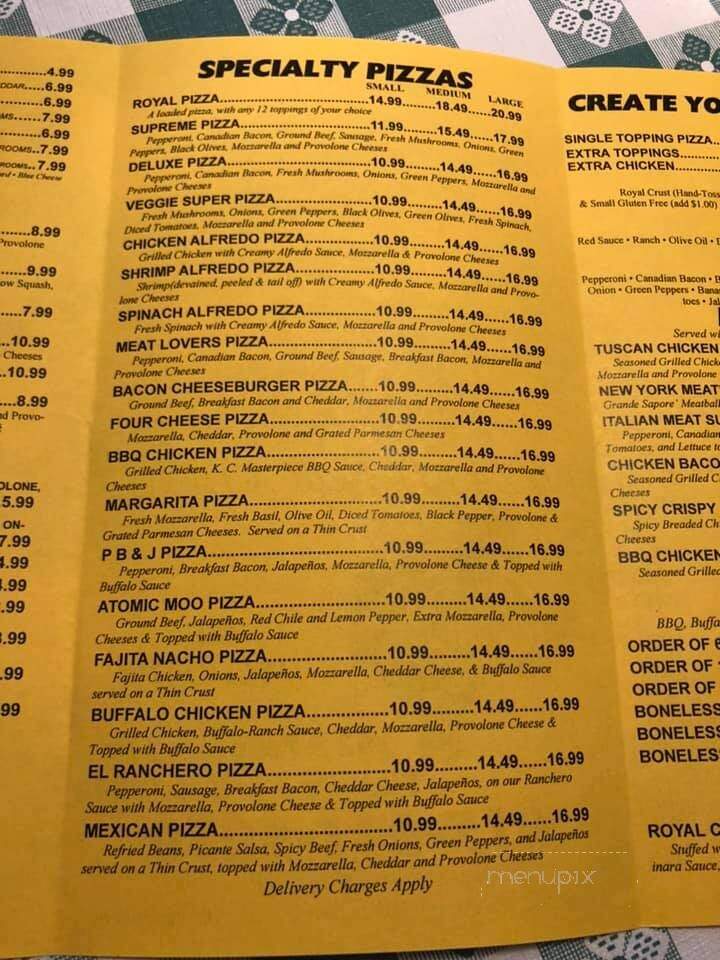 .......4.99
DDAR.....6.99
.......6.99
OMS.......7.99
.......6.99
ROOMS..7.99
ed • Blue Cheese
.......8.99
Provolone
.......9.99
ow Squash,
.......7.99
...10.99
Cheeses
..10.99
.....8.99
nd Provo-
OLONE,
5.99
ON-
7.99
4.99
4.99
2.99
3.99
.99
99
SPECIALTY PIZZAS
SMALL MEDIUM LARGE
ROYAL PIZZA....................14.99..........18.49.......20.99
A loaded pizza, with any 12 toppings of your choice
SUPREME PIZZA....................11.99..........15.49.......17.99
Pepperoni, Canadian Bacon, Ground Beef, Sausage, Fresh Mushrooms, Onions, Green
Peppers, Black Olives, Mozzarella and Provolone Cheeses
DELUXE PIZZA....................10.99..........14.49.......16.99
Pepperoni, Canadian Bacon, Fresh Mushrooms, Onions, Green Peppers, Mozzarella and
Provolone Cheeses
VEGGIE SUPER PIZZA....................10.99..........14.49.......16.99
Fresh Mushrooms, Onions, Green Peppers, Black Olives, Green Olives, Fresh Spinach,
Diced Tomatoes, Mozzarella and Provolone Cheeses
CHICKEN ALFREDO PIZZA..............10.99..........14.49.......16.99
Grilled Chicken with Creamy Alfredo Sauce, Mozzarella & Provolone Cheeses
SHRIMP ALFREDO PIZZA................10.99..........14.49.......16.99
Shrimp(devained, peeled & tail off) with Creamy Alfredo Sauce, Mozzarella and Provo-
lone Cheeses
SPINACH ALFREDO PIZZA..............10.99..........14.49.......16.99
Fresh Spinach with Creamy Alfredo Sauce, Mozzarella and Provolone Cheeses
MEAT LOVERS PIZZA....................10.99..........14.49.......16.99
Pepperoni, Canadian Bacon, Ground Beef, Sausage, Breakfast Bacon, Mozzarella and
Provolone Cheeses
BACON CHEESEBURGER PIZZA......10.99.........14.49.......16.99
Ground Beef, Breakfast Bacon and Cheddar, Mozzarella and Provolone Cheeses
FOUR CHEESE PIZZA....................10.99.........14.49.......16.99
Mozzarella, Cheddar, Provolone and Grated Parmesan Cheeses
BBQ CHICKEN PIZZA....................10.99.........14.49.......16.99
Grilled Chicken, K. C. Masterpiece BBQ Sauce, Cheddar, Mozzarella and Provolone
Cheeses
MARGARITA PIZZA........................10.99.........14.49.......16.99
Fresh Mozzarella, Fresh Basil, Olive Oil, Diced Tomatoes, Black Pepper, Provolone &
Grated Parmesan Cheeses. Served on a Thin Crust
P B & J PIZZA................................10.99.........14.49.......16.99
Pepperoni, Breakfast Bacon, Jalapeños, Mozzarella, Provolone Cheese & Topped with
Buffalo Sauce
ATOMIC MOO PIZZA.......................10.99.........14.49.......16.99
Ground Beef, Jalapeños, Red Chile and Lemon Pepper, Extra Mozzarella, Provolone
Cheeses & Topped with Buffalo Sauce
FAJITA NACHO PIZZA.....................10.99.........14.49.......16.99
Fajita Chicken, Onions, Jalapeños, Mozzarella, Cheddar Cheese, & Buffalo Sauce
served on a Thin Crust
BUFFALO CHICKEN PIZZA...............10.99.........14.49.......16.99
Grilled Chicken, Buffalo-Ranch Sauce, Cheddar, Mozzarella, Provolone Cheese &
Topped with Buffalo Sauce
EL RANCHERO PIZZA.....................10.99.........14.49.......16.99
Pepperoni, Sausage, Breakfast Bacon, Cheddar Cheese, Jalapeños, on our Ranchero
Sauce with Mozzarella, Provolone Cheese & Topped with Buffalo Sauce
MEXICAN PIZZA.............................10.99.........14.49.......16.99
Refried Beans, Picante Salsa, Spicy Beef, Fresh Onions, Green Peppers, and Jalapeños
served on a Thin Crust, topped with Mozzarella, Cheddar and Provolone Cheeses
Delivery Charges Apply
CREATE YO
SINGLE TOPPING PIZZA...
EXTRA TOPPINGS..........
EXTRA CHICKEN..........
Royal Crust (Hand-Toss
& Small Gluten Free (add $1.00)
Red Sauce • Ranch • Olive Oil •
Pepperoni • Canadian Bacon • B
Onion • Green Peppers • Bana
toes • Jal
Served wi
TUSCAN CHICKEN
Seasoned Grilled Chick
Mozzarella and Provolone
NEW YORK MEAT
Grande Sapore' Meatball
ITALIAN MEAT SU
Pepperoni, Canadian
Tomatoes, and Lettuce to
CHICKEN BACO
Seasoned Grilled C
Cheeses
SPICY CRISPY
Spicy Breaded Ch
Cheeses
BBQ CHICKEN
Seasoned Grilled
BBQ, Buffa
ORDER OF 6
ORDER OF
ORDER OF
BONELESS
BONELESS
BONELESS
ROYAL C
Stuffed w
inara Sauce,
menupix